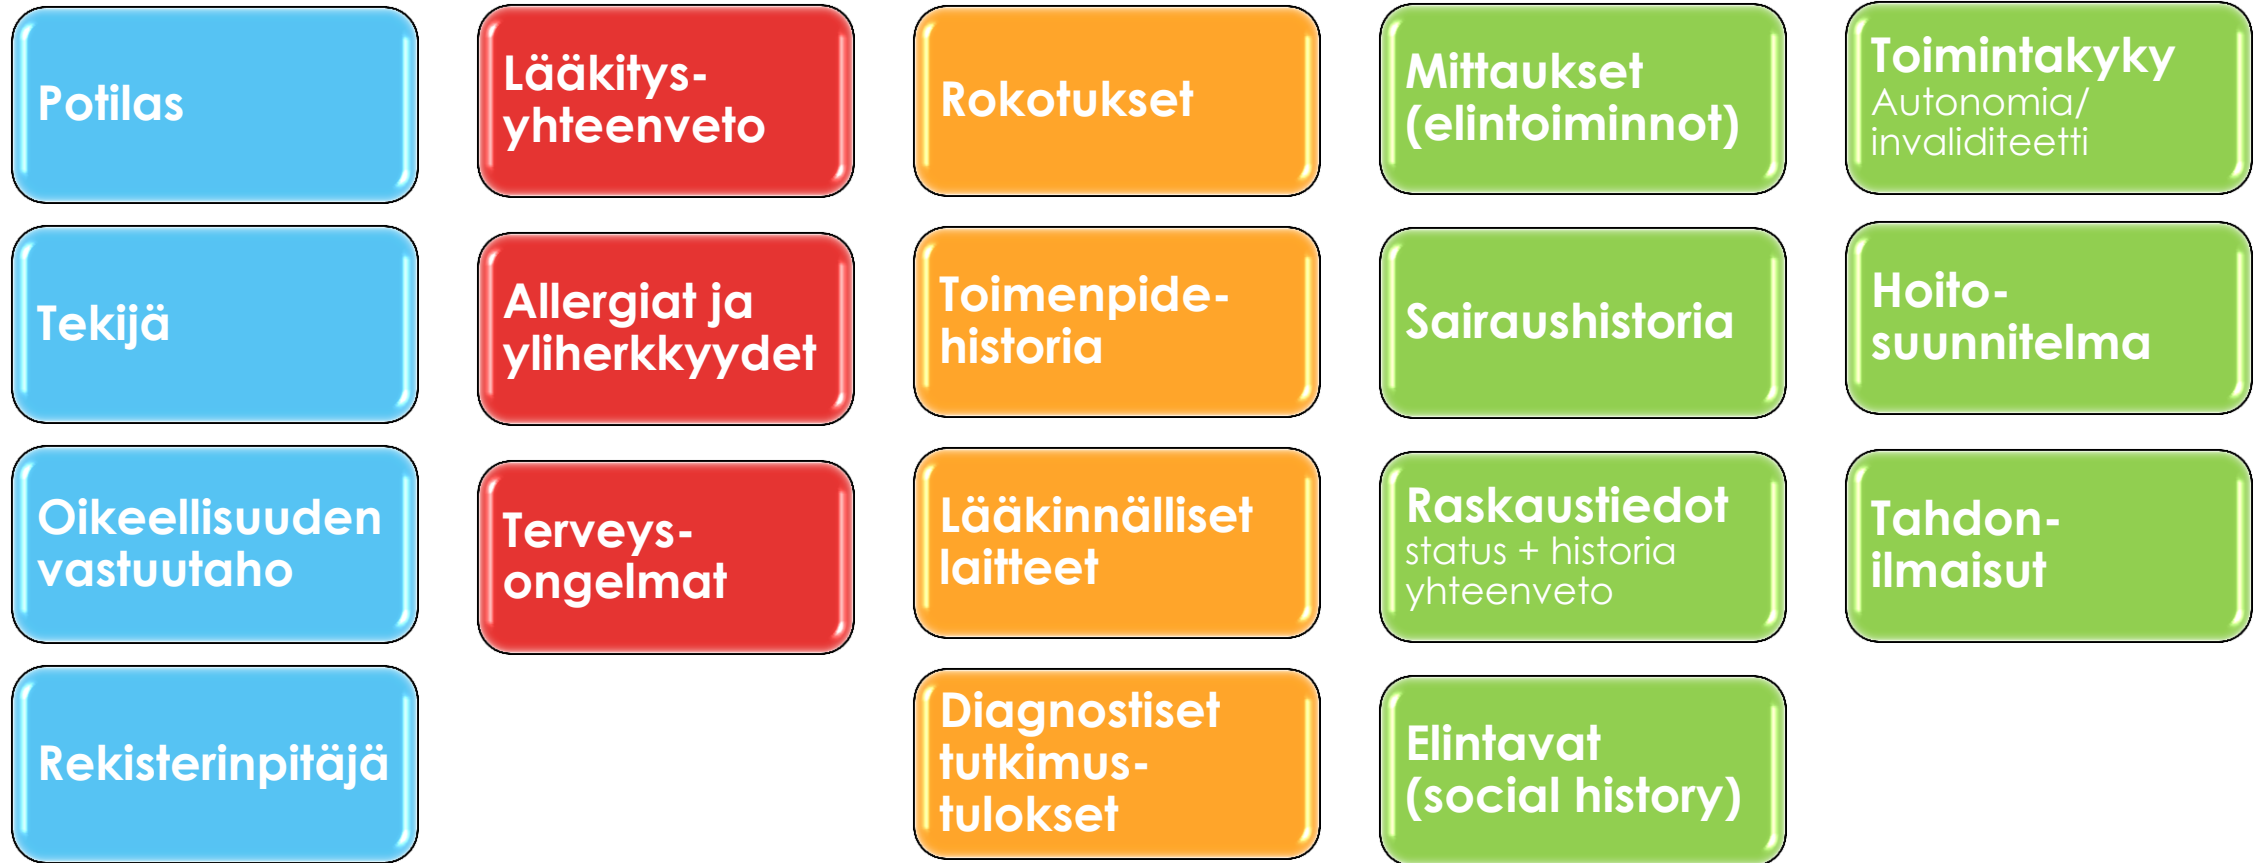 Potilas
Tekijä
Oikeellisuuden
vastuutaho
Rekisterinpitäjä
Lääkitys-
yhteenveto
Allergiat ja
yliherkkyydet
Terveys-
ongelmat
Rokotukset
Toimenpide-
historia
Lääkinnälliset
laitteet
Diagnostiset
tutkimus-
tulokset
Mittaukset
(elintoiminnot)
Sairaushistoria
Raskaustiedot
status + historia
yhteenveto
Elintavat
(social history)
Toimintakyky
Autonomia/
invaliditeetti
Hoito-
suunnitelma
Tahdon-
ilmaisut